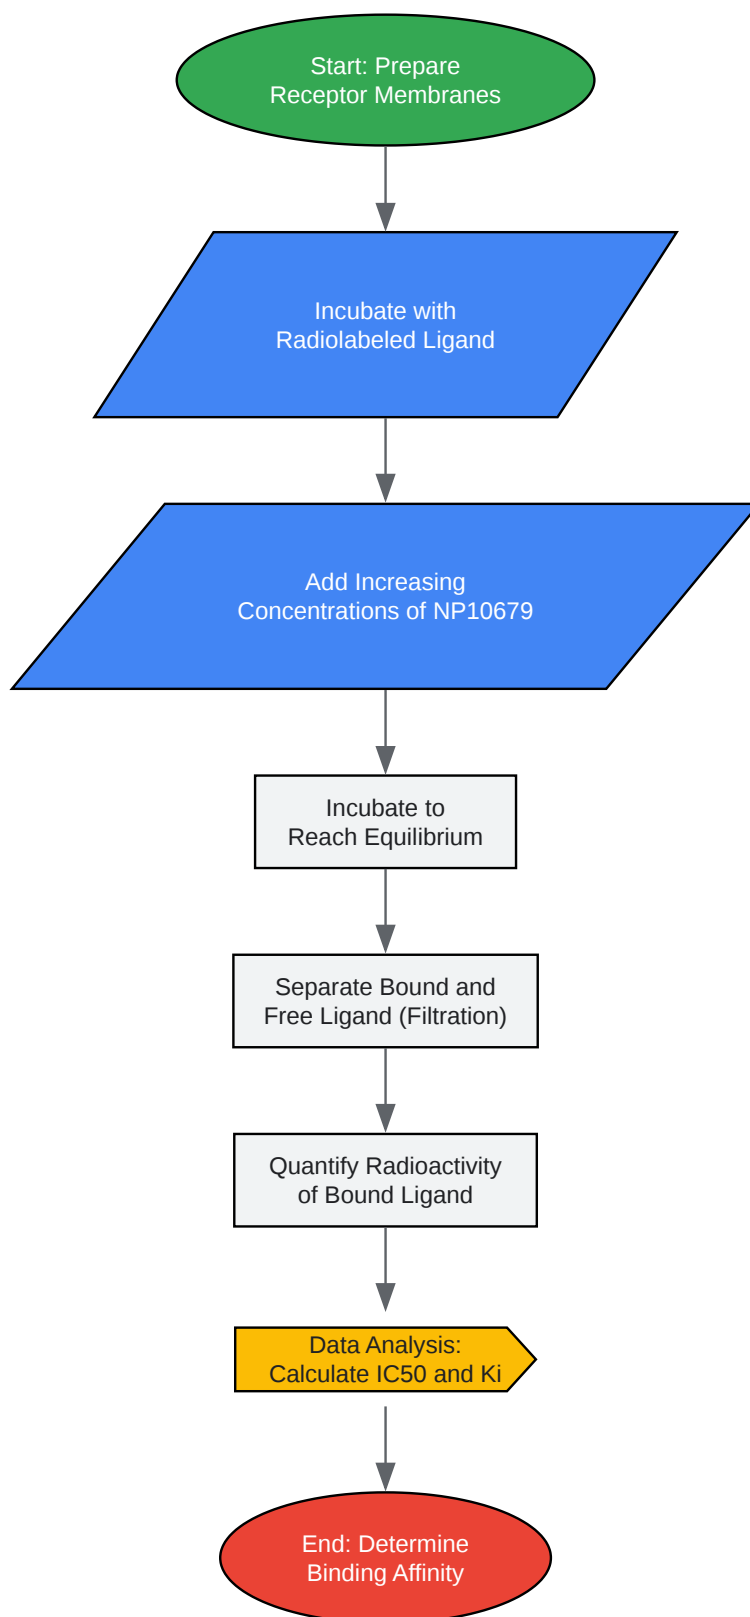 Start: Prepare
Receptor Membranes
Incubate with
Radiolabeled Ligand
Add Increasing
Concentrations of NP10679
Incubate to
Reach Equilibrium
Separate Bound and
Free Ligand (Filtration)
Quantify Radioactivity
of Bound Ligand
Data Analysis:
Calculate IC50 and Ki
End: Determine
Binding Affinity